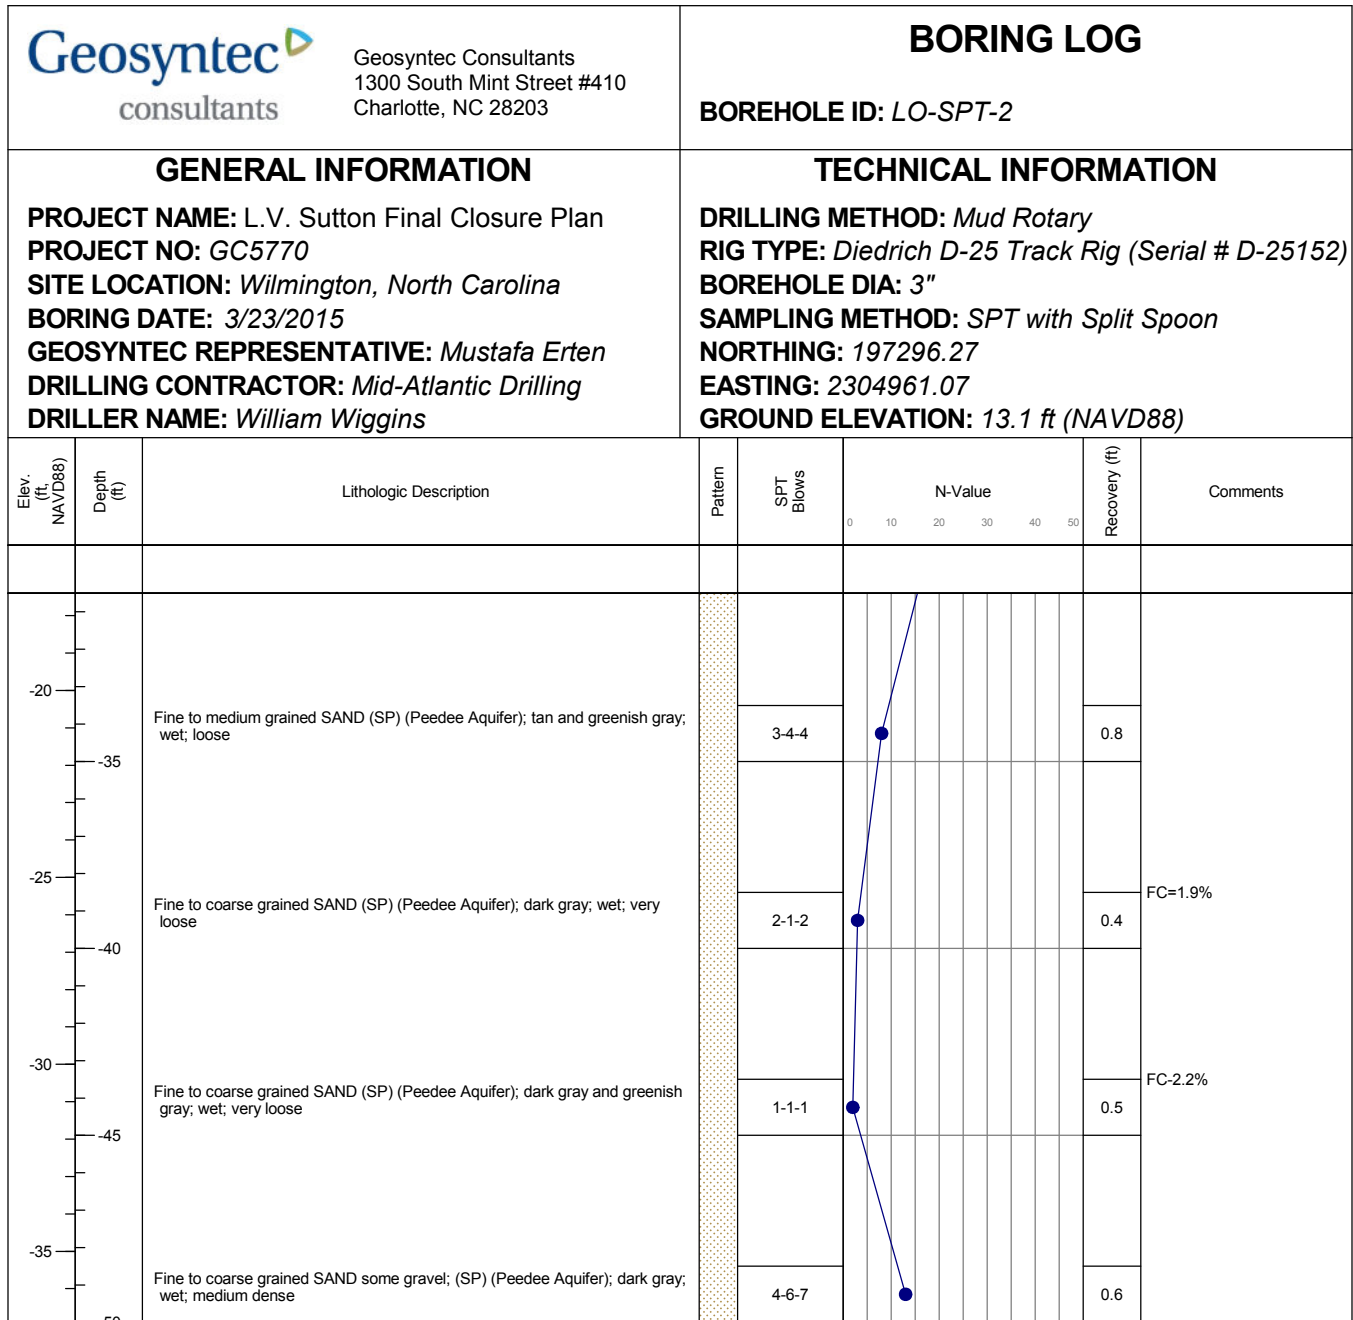 Geosyntec
consultants
Geosyntec Consultants
1300 South Mint Street #410
Charlotte, NC 28203
BORING LOG
BOREHOLE ID: LO-SPT-2
GENERAL INFORMATION
PROJECT NAME: L.V. Sutton Final Closure Plan
PROJECT NO: GC5770
SITE LOCATION: Wilmington, North Carolina
BORING DATE: 3/23/2015
GEOSYNTEC REPRESENTATIVE: Mustafa Erten
DRILLING CONTRACTOR: Mid-Atlantic Drilling
DRILLER NAME: William Wiggins
TECHNICAL INFORMATION
DRILLING METHOD: Mud Rotary
RIG TYPE: Diedrich D-25 Track Rig (Serial # D-25152)
BOREHOLE DIA: 3"
SAMPLING METHOD: SPT with Split Spoon
NORTHING: 197296.27
EASTING: 2304961.07
GROUND ELEVATION: 13.1 ft (NAVD88)
Elev.
(ft,
NAVD88)
Depth
(ft)
Lithologic Description
Pattern
SPT
Blows
N-Value
0 10 20 30 40 50
Recovery (ft)
Comments
-20
Fine to medium grained SAND (SP) (Peedee Aquifer); tan and greenish gray;
wet; loose
3-4-4
0.8
-35
-25
Fine to coarse grained SAND (SP) (Peedee Aquifer); dark gray; wet; very
loose
2-1-2
0.4
FC=1.9%
-40
-30
Fine to coarse grained SAND (SP) (Peedee Aquifer); dark gray and greenish
gray; wet; very loose
1-1-1
0.5
FC-2.2%
-45
-35
Fine to coarse grained SAND some gravel; (SP) (Peedee Aquifer); dark gray;
wet; medium dense
4-6-7
0.6